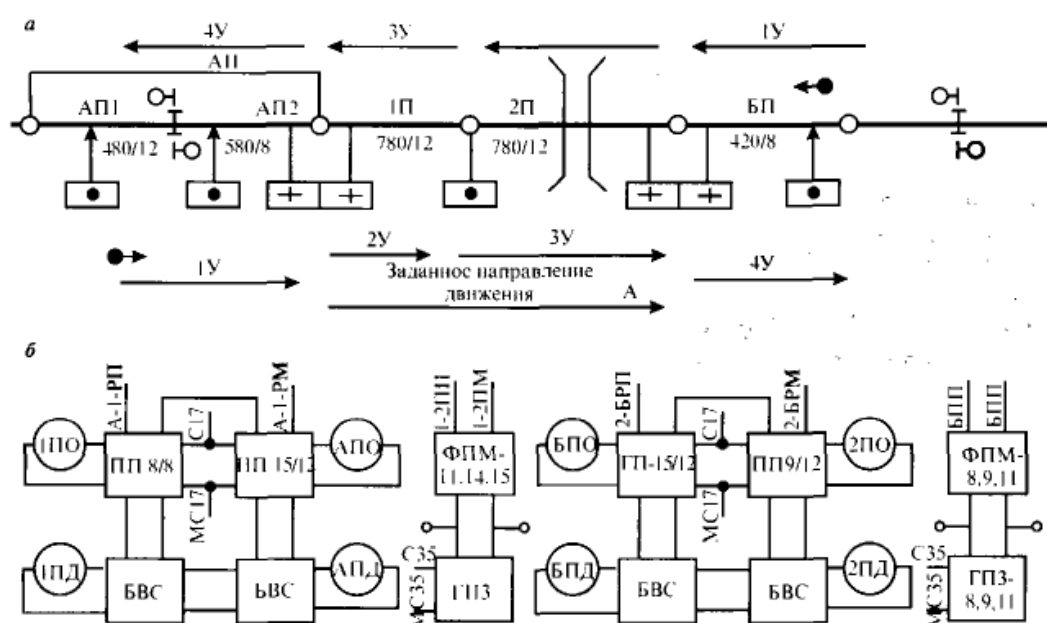 а
4У 3У 1У
АП
АП1 АП2 1П 2П БП
480/12 580/8 780/12 780/12 420/8
2У 3У
1У Заданное направление 4У
движения А
б
А-1-РП А-1-РМ 1-2ПП 1-2ПМ 2-БРП 2-БРМ БПП БПП
С17 С17
1ПО ПП 8/8 ПП 15/12 АПО ФПМ- БПО ГП-15/12 ПП9/12 2ПО ФПМ-
11.14.15 8,9,11
МС17 МС17
С35 С35
1ПД БВС БВС АПД ГП3 БПД БВС БВС 2ПД ГП3-
МС35 МС35 8,9,11